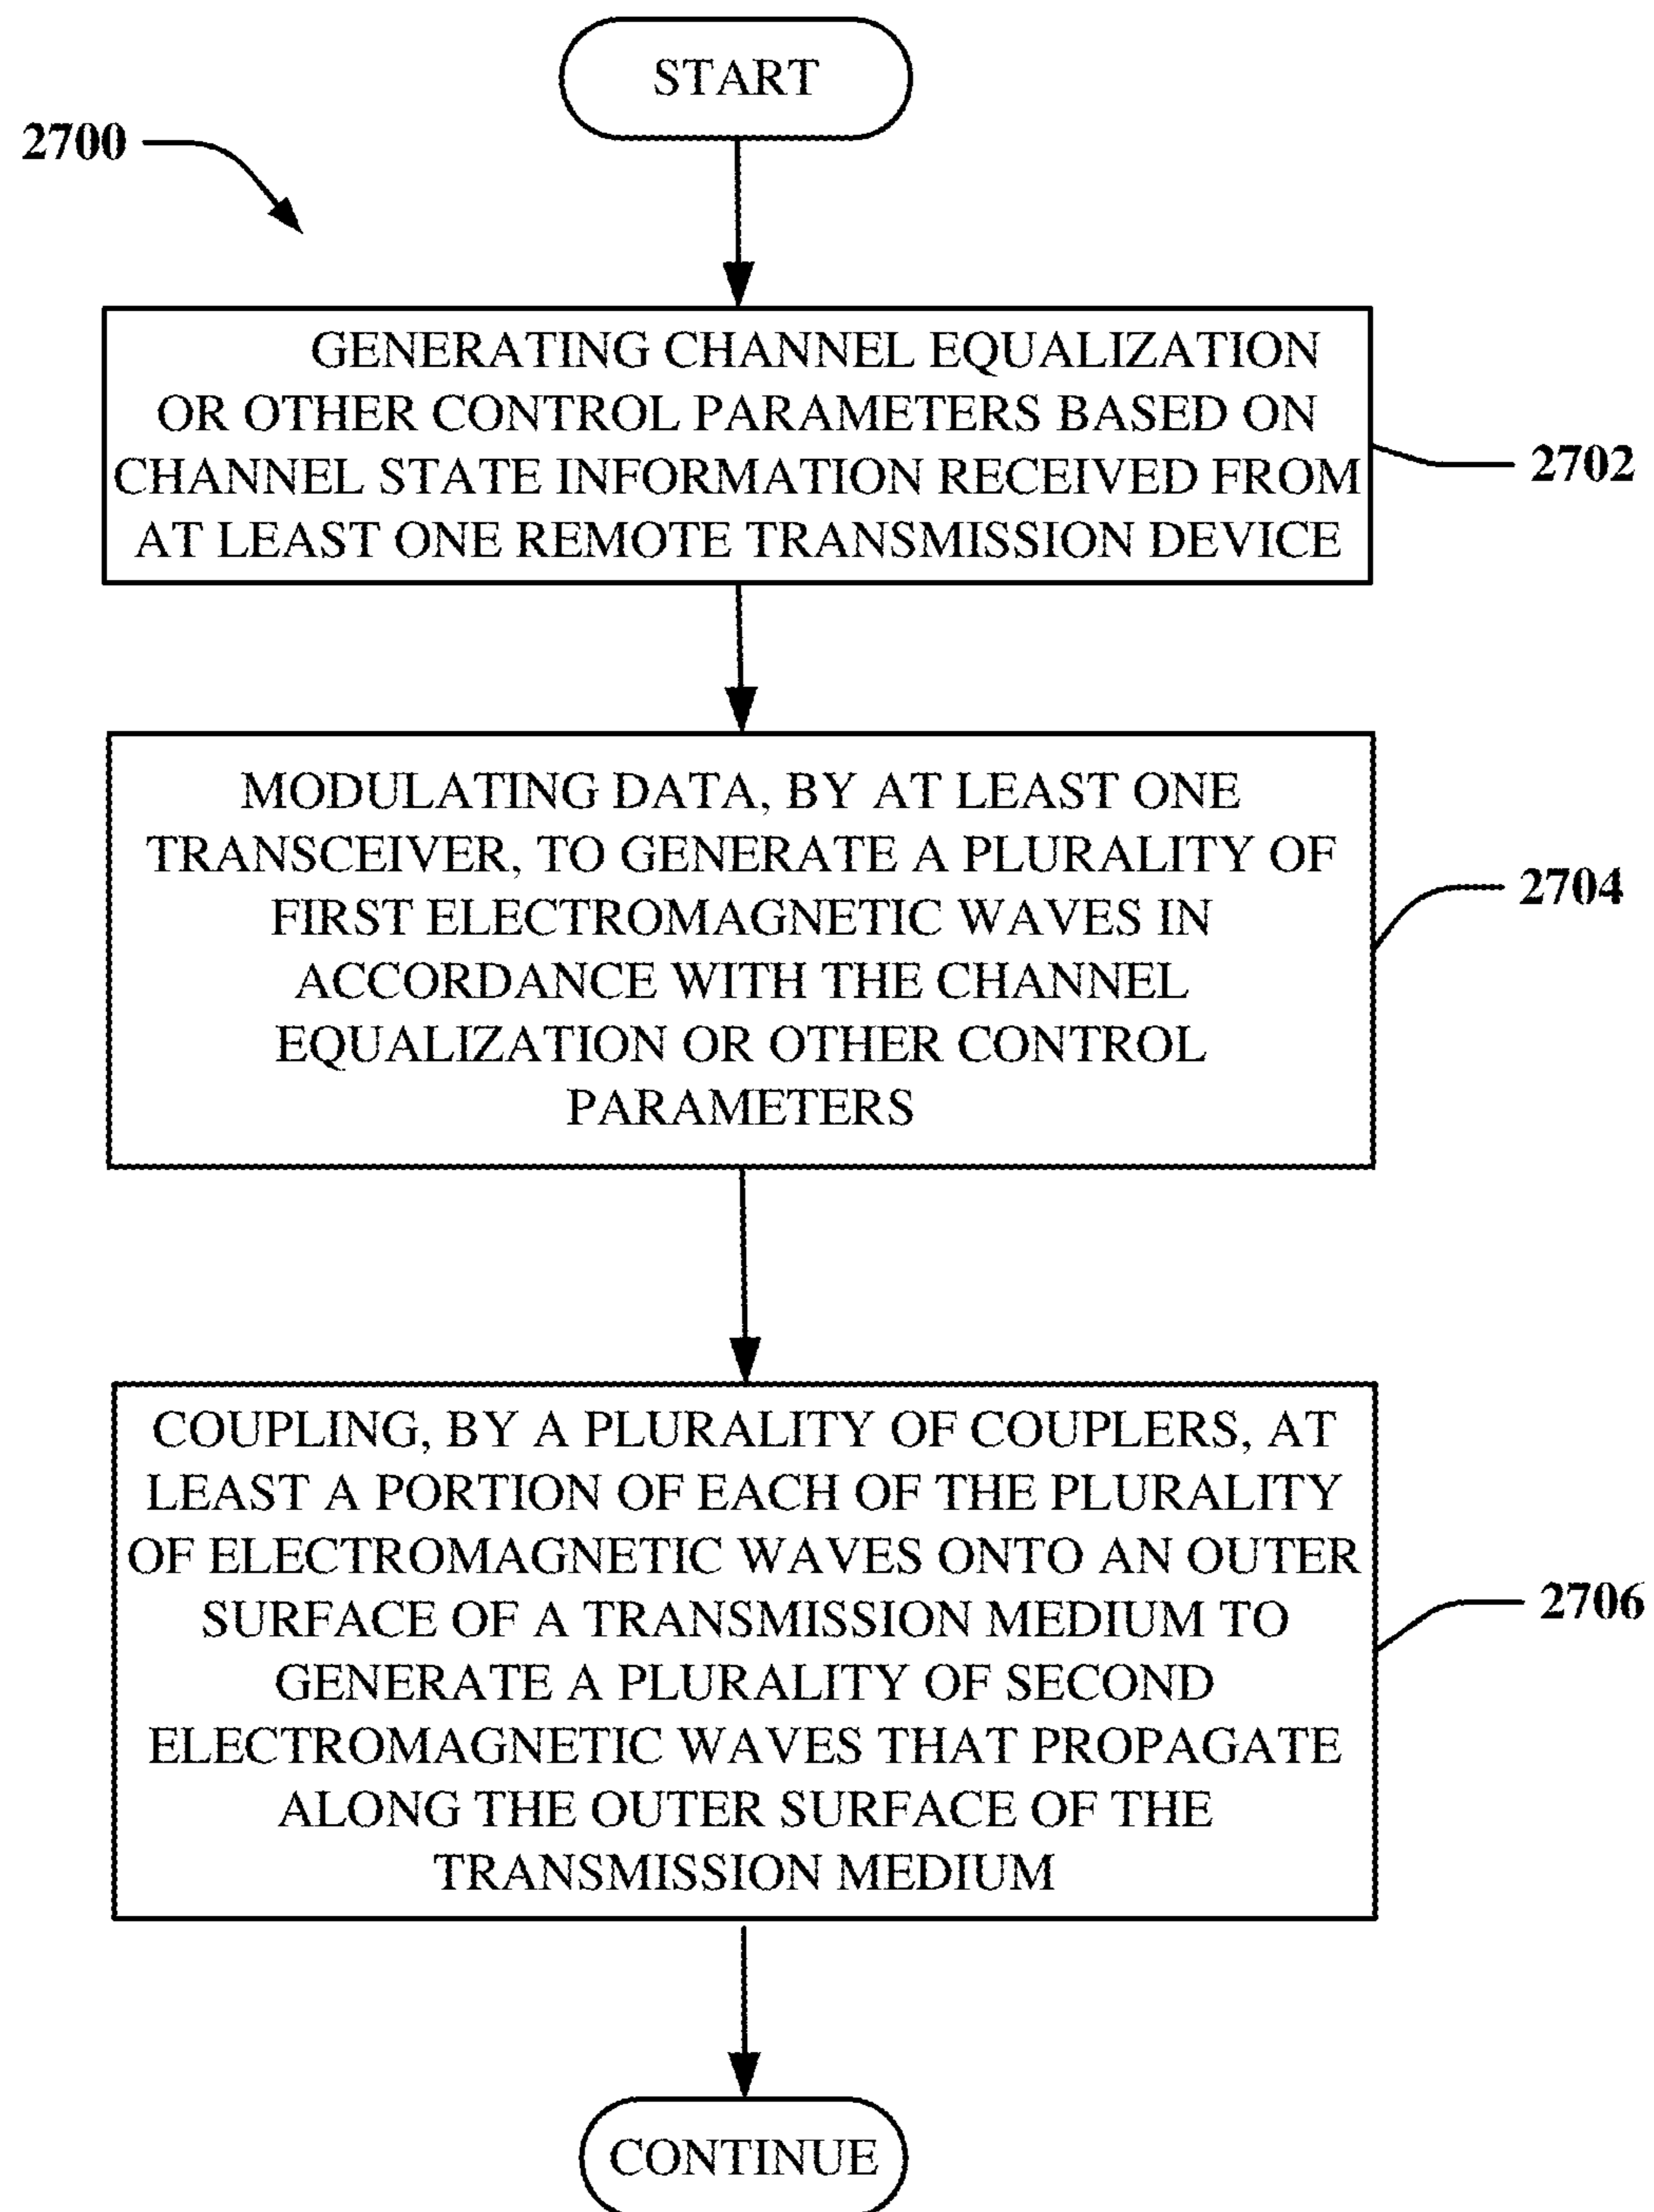 START
2700
GENERATING CHANNEL EQUALIZATION
OR OTHER CONTROL PARAMETERS BASED ON
CHANNEL STATE INFORMATION RECEIVED FROM
AT LEAST ONE REMOTE TRANSMISSION DEVICE
2702
MODULATING DATA, BY AT LEAST ONE
TRANSCEIVER, TO GENERATE A PLURALITY OF
FIRST ELECTROMAGNETIC WAVES IN
ACCORDANCE WITH THE CHANNEL
EQUALIZATION OR OTHER CONTROL
PARAMETERS
2704
COUPLING, BY A PLURALITY OF COUPLERS, AT
LEAST A PORTION OF EACH OF THE PLURALITY
OF ELECTROMAGNETIC WAVES ONTO AN OUTER
SURFACE OF A TRANSMISSION MEDIUM TO
GENERATE A PLURALITY OF SECOND
ELECTROMAGNETIC WAVES THAT PROPAGATE
ALONG THE OUTER SURFACE OF THE
TRANSMISSION MEDIUM
2706
CONTINUE